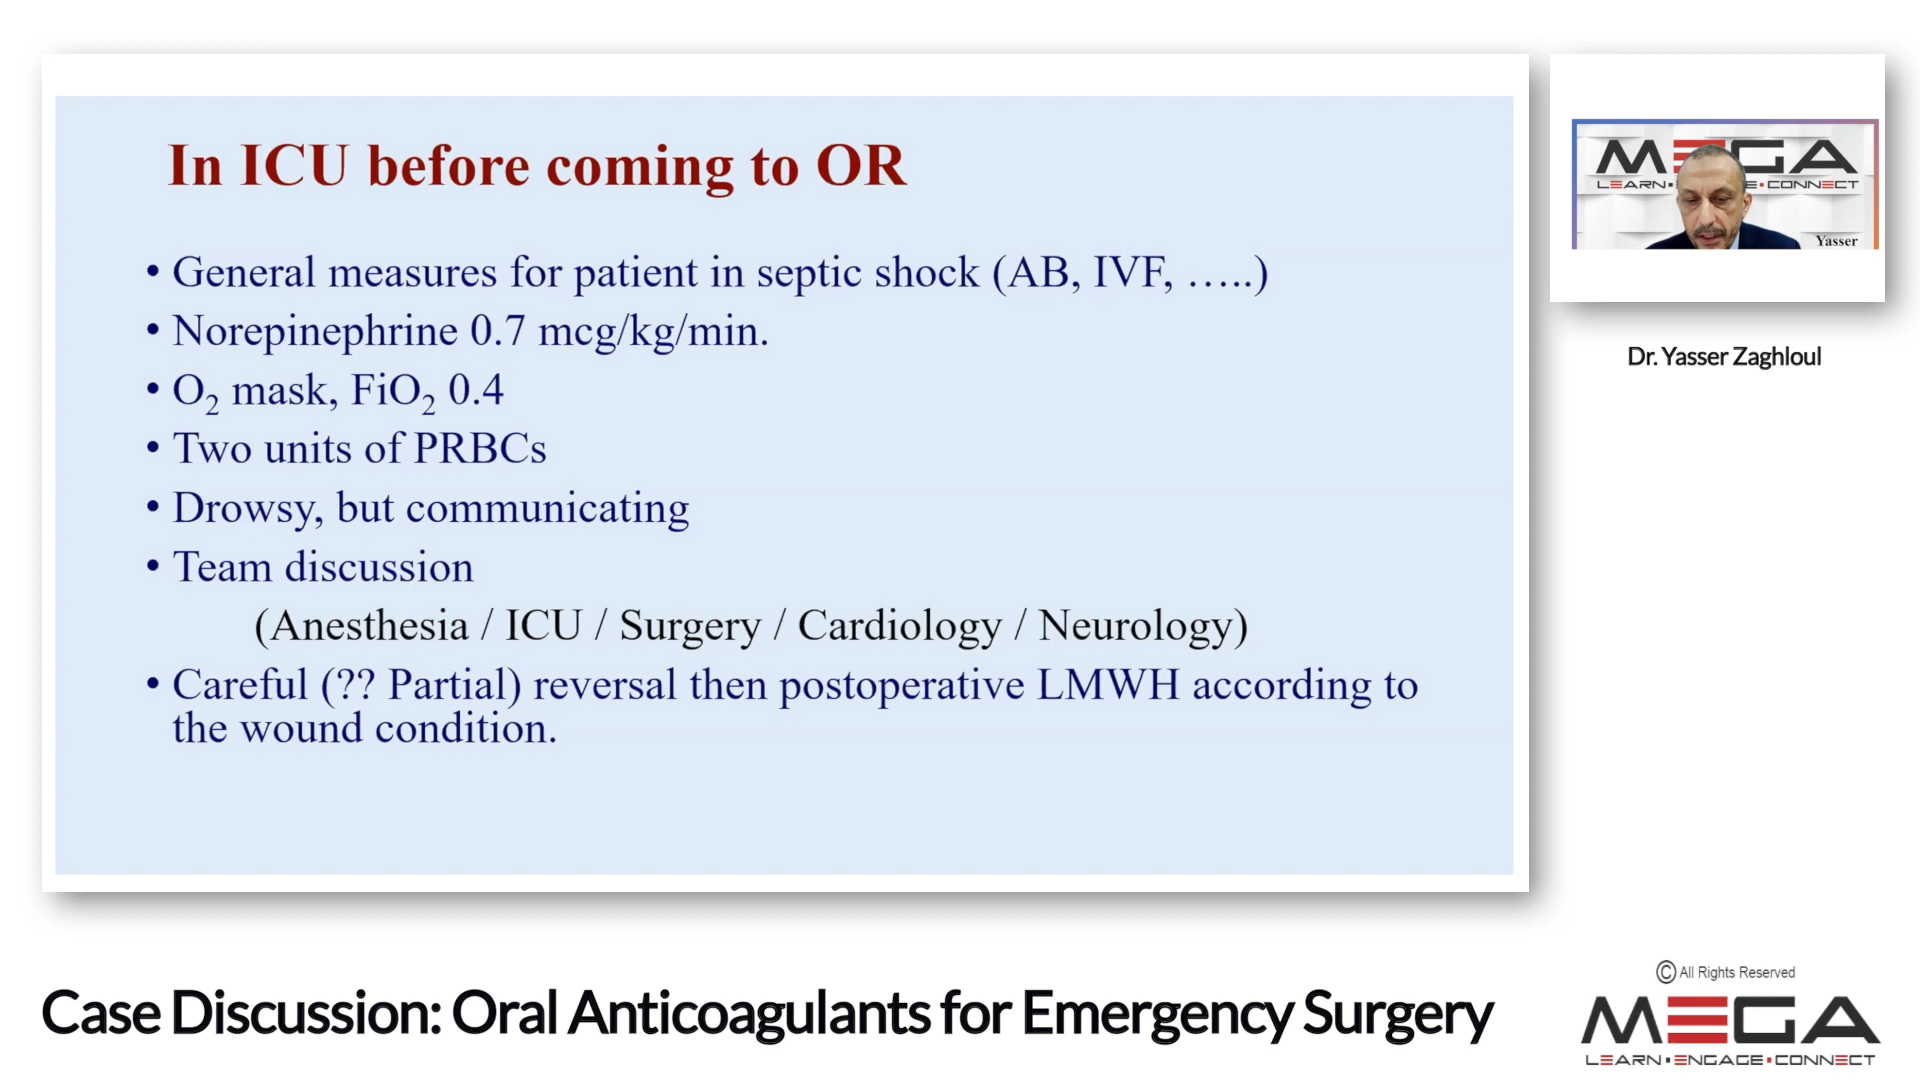 In ICU before coming to OR
• General measures for patient in septic shock (AB, IVF, …..)
• Norepinephrine 0.7 mcg/kg/min.
• O₂ mask, FiO₂ 0.4
• Two units of PRBCs
• Drowsy, but communicating
• Team discussion
(Anesthesia / ICU / Surgery / Cardiology / Neurology)
• Careful (?? Partial) reversal then postoperative LMWH according to
the wound condition.
MEGA
LEARN • E • CONNECT
Yasser
Dr. Yasser Zaghloul
Case Discussion: Oral Anticoagulants for Emergency Surgery
© All Rights Reserved
MEGA
LEARN • ENGAGE • CONNECT